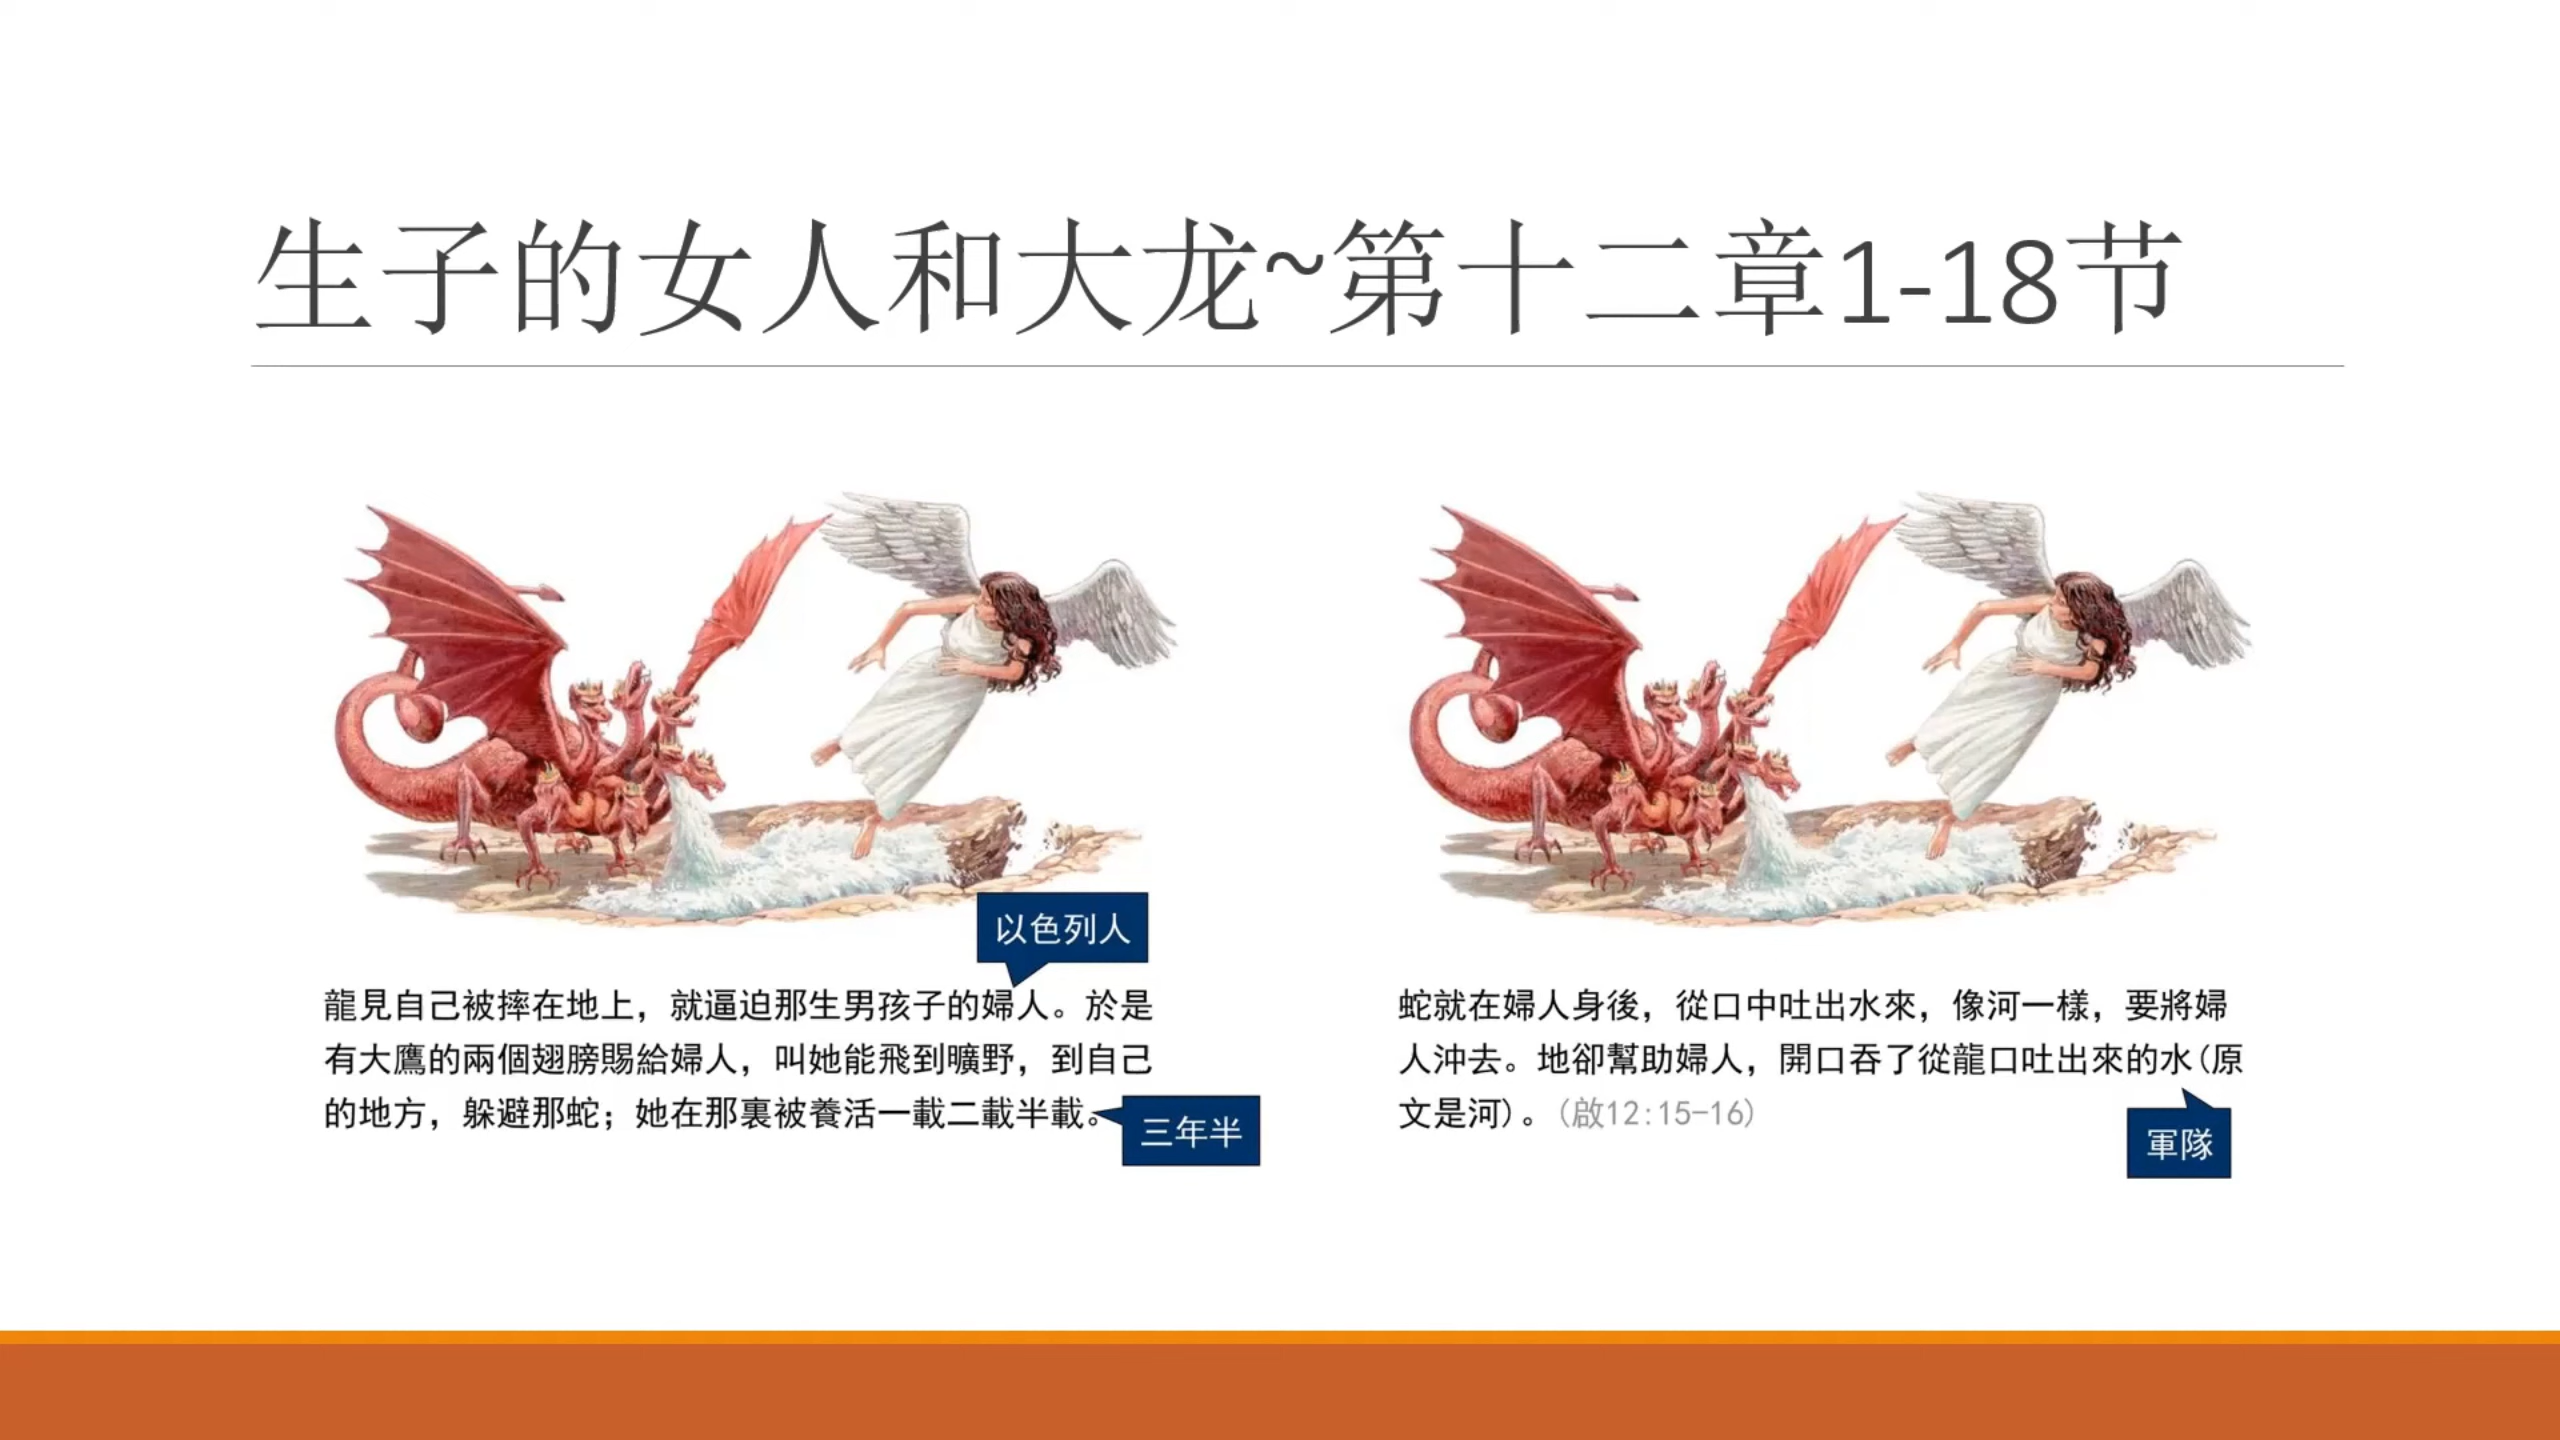 生子的女人和大龙~第十二章1-18节
以色列人
龍見自己被摔在地上，就逼迫那生男孩子的婦人。於是
有大鷹的兩個翅膀賜給婦人，叫她能飛到曠野，到自己
的地方，躲避那蛇；她在那裏被養活一載二載半載。
三年半
蛇就在婦人身後，從口中吐出水來，像河一樣，要將婦
人沖去。地卻幫助婦人，開口吞了從龍口吐出來的水(原
文是河)。(啟12:15-16)
軍隊